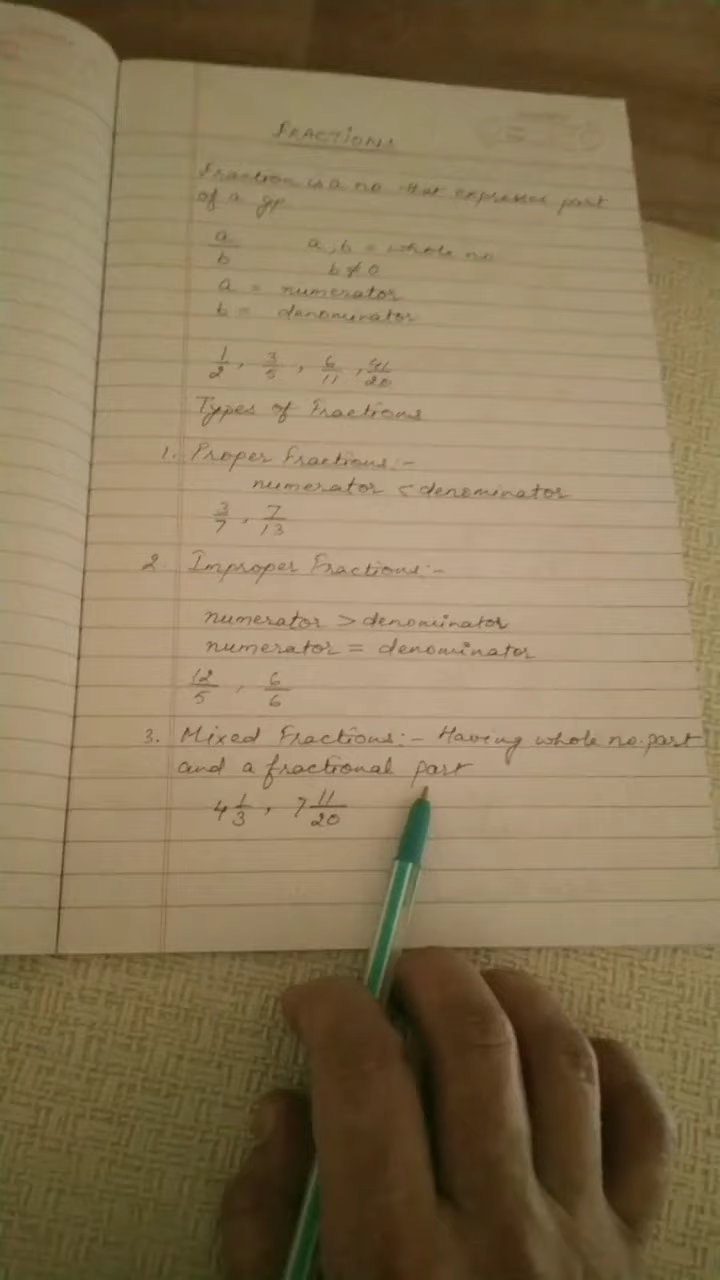 FRACTIONS
Fraction is a no that expresses part
of a gp
a/b a, b = whole no
b ≠ 0
a = numerator
b = denominator
1/2, 3/5, 6/11, 41/20
Types of Fractions
1. Proper Fractions:-
numerator < denominator
3/7, 7/13
2. Improper Fractions:-
numerator > denominator
numerator = denominator
12/5, 6/6
3. Mixed Fractions:- Having whole no. part
and a fractional part
4 1/3, 7 11/20